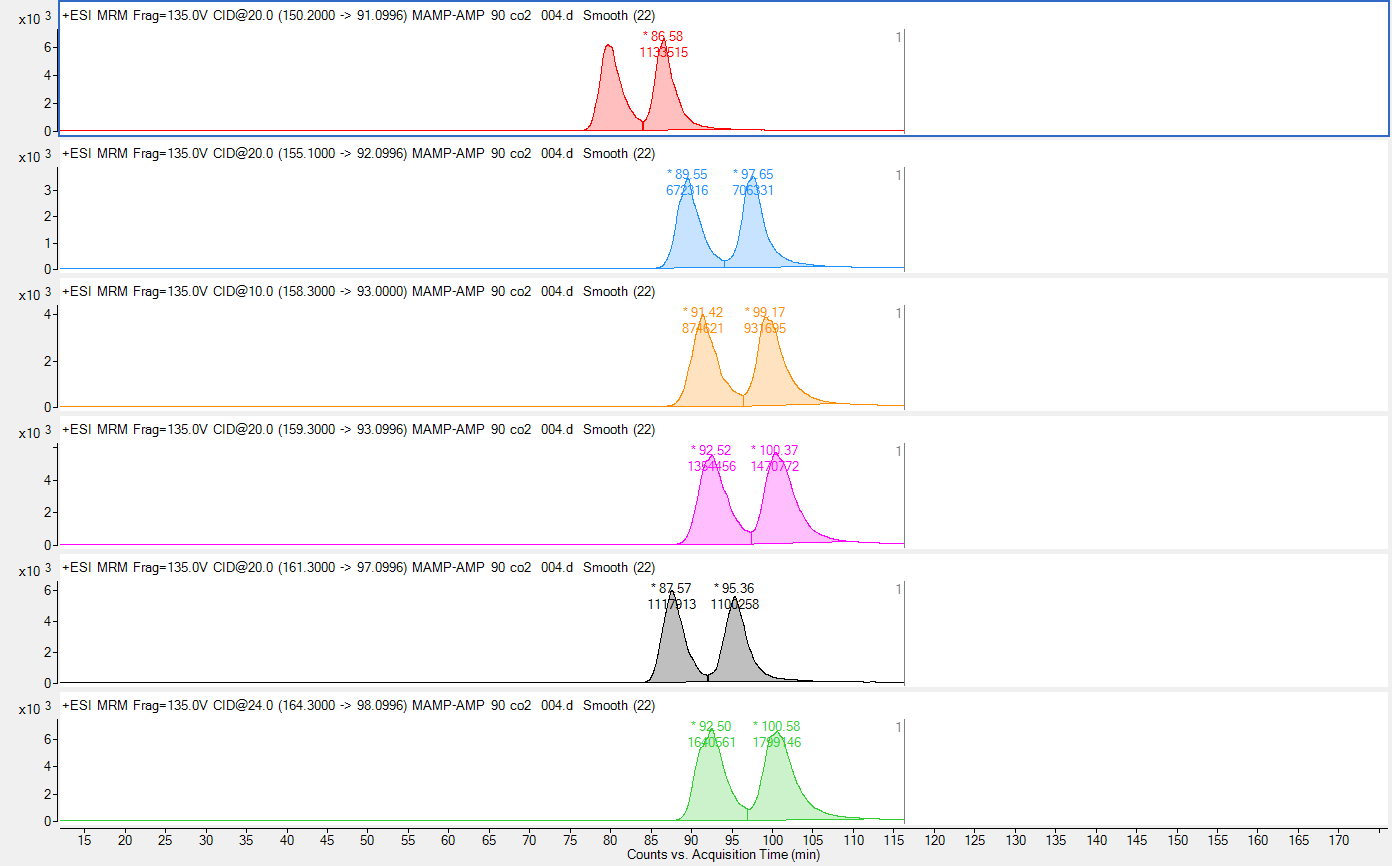 x10 3 +ESI MRM Frag=135.0V CID@20.0 (150.2000 -> 91.0996) MAMP-AMP 90 co2 004.d Smooth (22)
* 86.58 1
1133515
6
4
2
0
x10 3 +ESI MRM Frag=135.0V CID@20.0 (155.1000 -> 92.0996) MAMP-AMP 90 co2 004.d Smooth (22)
* 89.55 * 97.65 1
672316 706331
3
2
1
0
x10 3 +ESI MRM Frag=135.0V CID@10.0 (158.3000 -> 93.0000) MAMP-AMP 90 co2 004.d Smooth (22)
4 * 91.42 * 99.17 1
874621 931695
2
0
x10 3 +ESI MRM Frag=135.0V CID@20.0 (159.3000 -> 93.0996) MAMP-AMP 90 co2 004.d Smooth (22)
* 92.52 * 100.37 1
1354456 1470772
4
2
0
x10 3 +ESI MRM Frag=135.0V CID@20.0 (161.3000 -> 97.0996) MAMP-AMP 90 co2 004.d Smooth (22)
6 * 87.57 * 95.36 1
1117913 1100258
4
2
0
x10 3 +ESI MRM Frag=135.0V CID@24.0 (164.3000 -> 98.0996) MAMP-AMP 90 co2 004.d Smooth (22)
* 92.50 * 100.58 1
6 1640561 1799146
4
2
0
15 20 25 30 35 40 45 50 55 60 65 70 75 80 85 90 95 100 105 110 115 120 125 130 135 140 145 150 155 160 165 170
Counts vs. Acquisition Time (min)